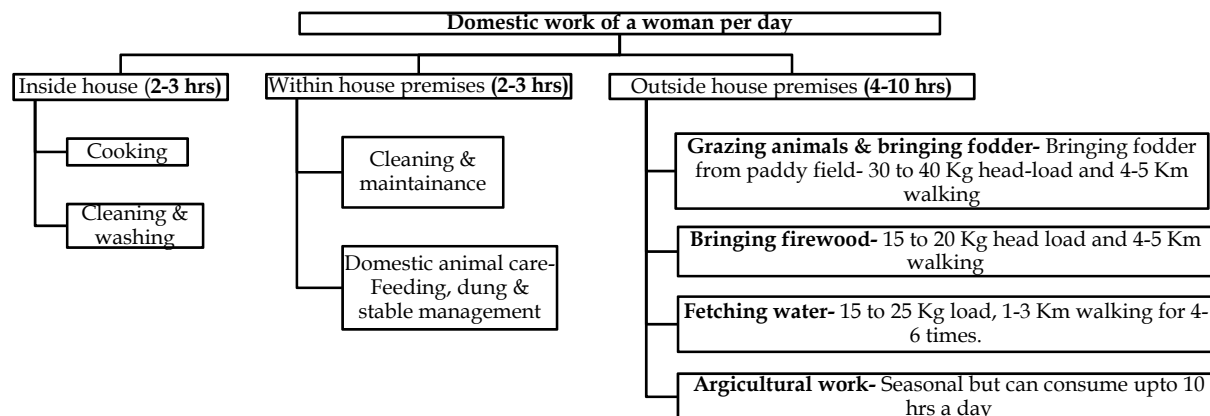 Domestic work of a woman per day
Inside house (2-3 hrs)
Within house premises (2-3 hrs)
Outside house premises (4-10 hrs)
Cooking
Cleaning &
washing
Cleaning &
maintainance
Domestic animal care-
Feeding, dung &
stable management
Grazing animals & bringing fodder- Bringing fodder
from paddy field- 30 to 40 Kg head-load and 4-5 Km
walking
Bringing firewood- 15 to 20 Kg head load and 4-5 Km
walking
Fetching water- 15 to 25 Kg load, 1-3 Km walking for 4-
6 times.
Argicultural work- Seasonal but can consume upto 10
hrs a day